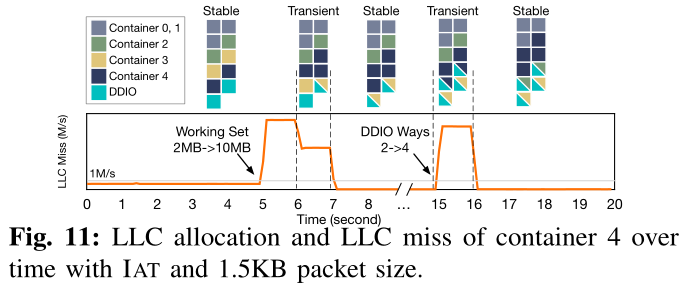 Stable
Transient
Stable
Transient
Stable
Container 0, 1
Container 2
Container 3
Container 4
DDIO
LLC Miss (M/s)
1M/s
Working Set
2MB->10MB
DDIO Ways
2->4
0 1 2 3 4 5 6 7 8 ... 15 16 17 18 19 20
Time (second)
Fig. 11: LLC allocation and LLC miss of container 4 over
time with IAT and 1.5KB packet size.